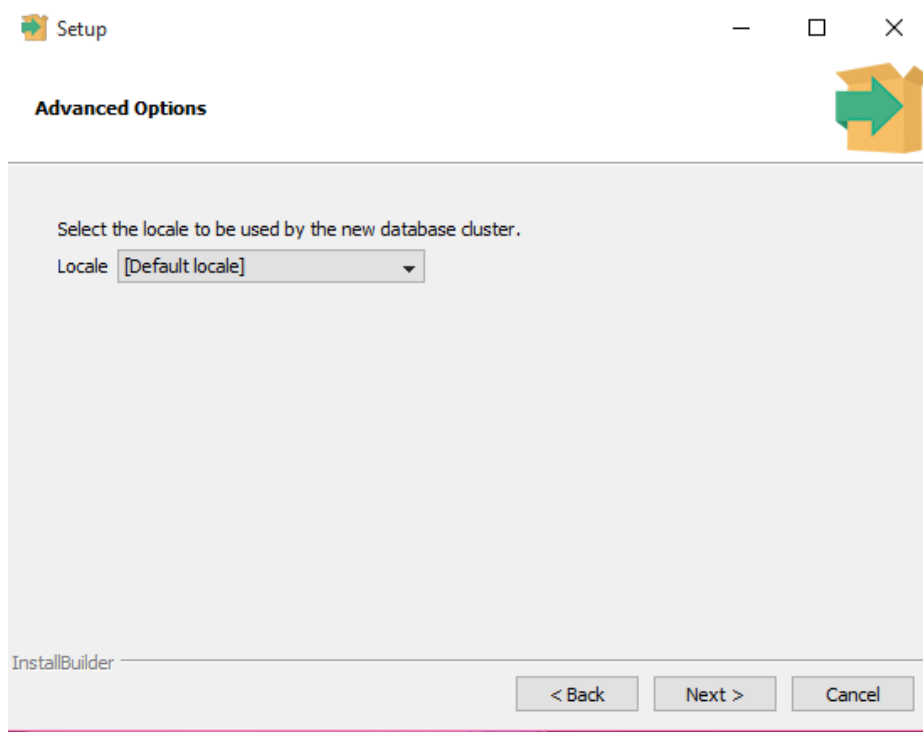 Setup
Advanced Options
Select the locale to be used by the new database cluster.
Locale [Default locale]
InstallBuilder
< Back Next > Cancel